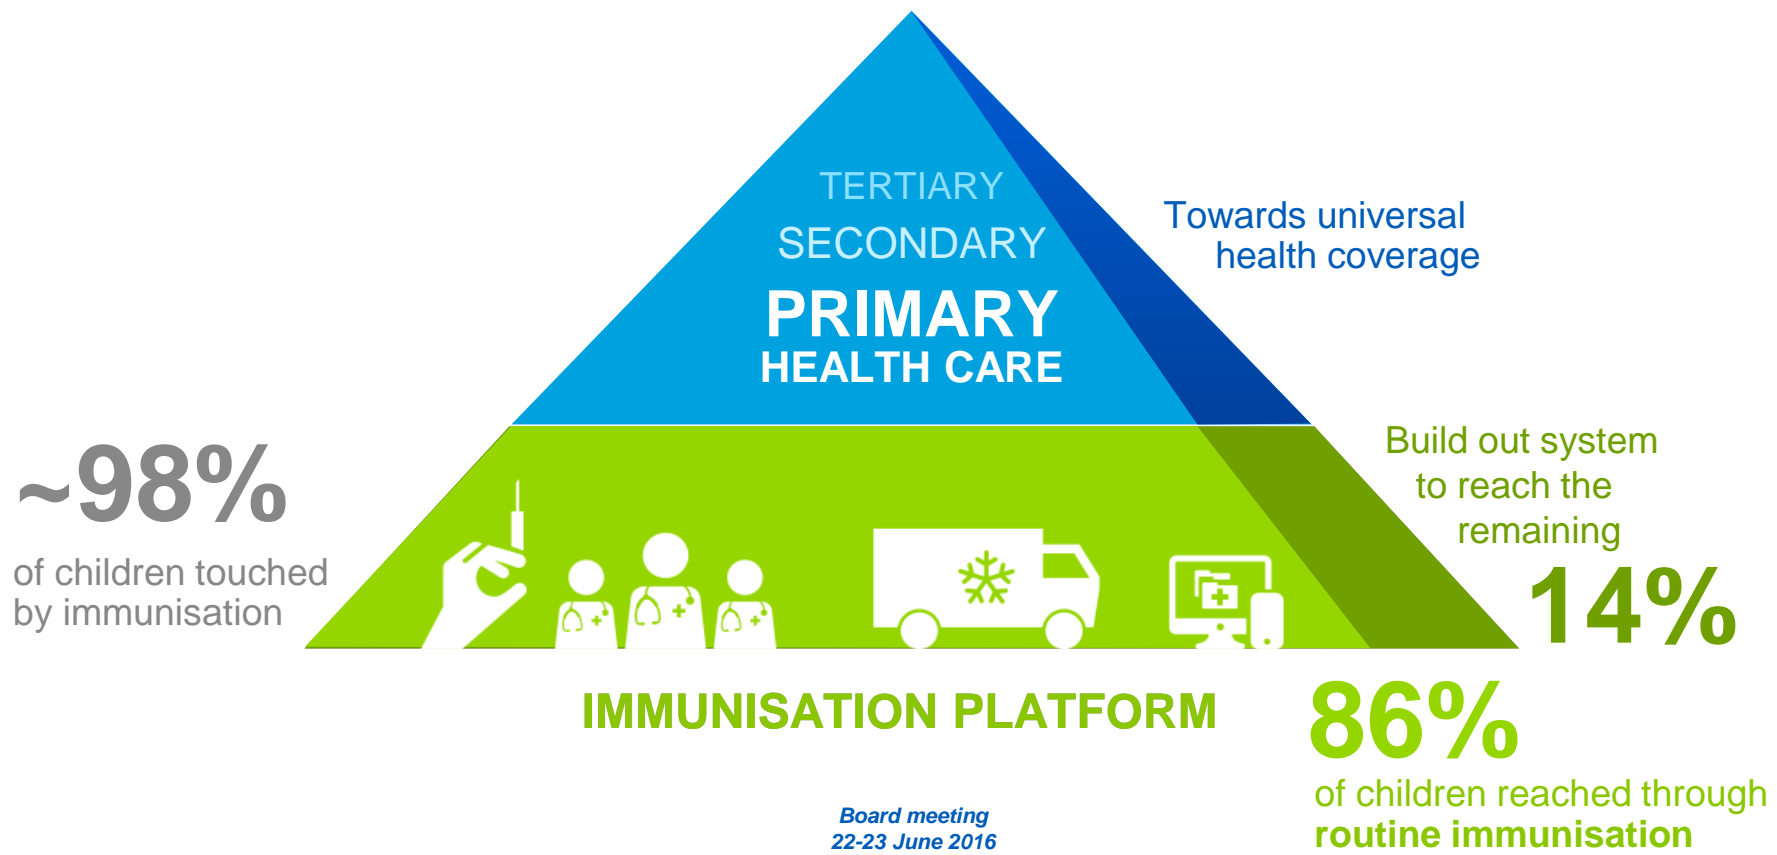 TERTIARY
SECONDARY
PRIMARY
HEALTH CARE
Towards universal
health coverage
~98%
of children touched
by immunisation
Build out system
to reach the
remaining
14%
IMMUNISATION PLATFORM
86%
of children reached through
routine immunisation
Board meeting
22-23 June 2016